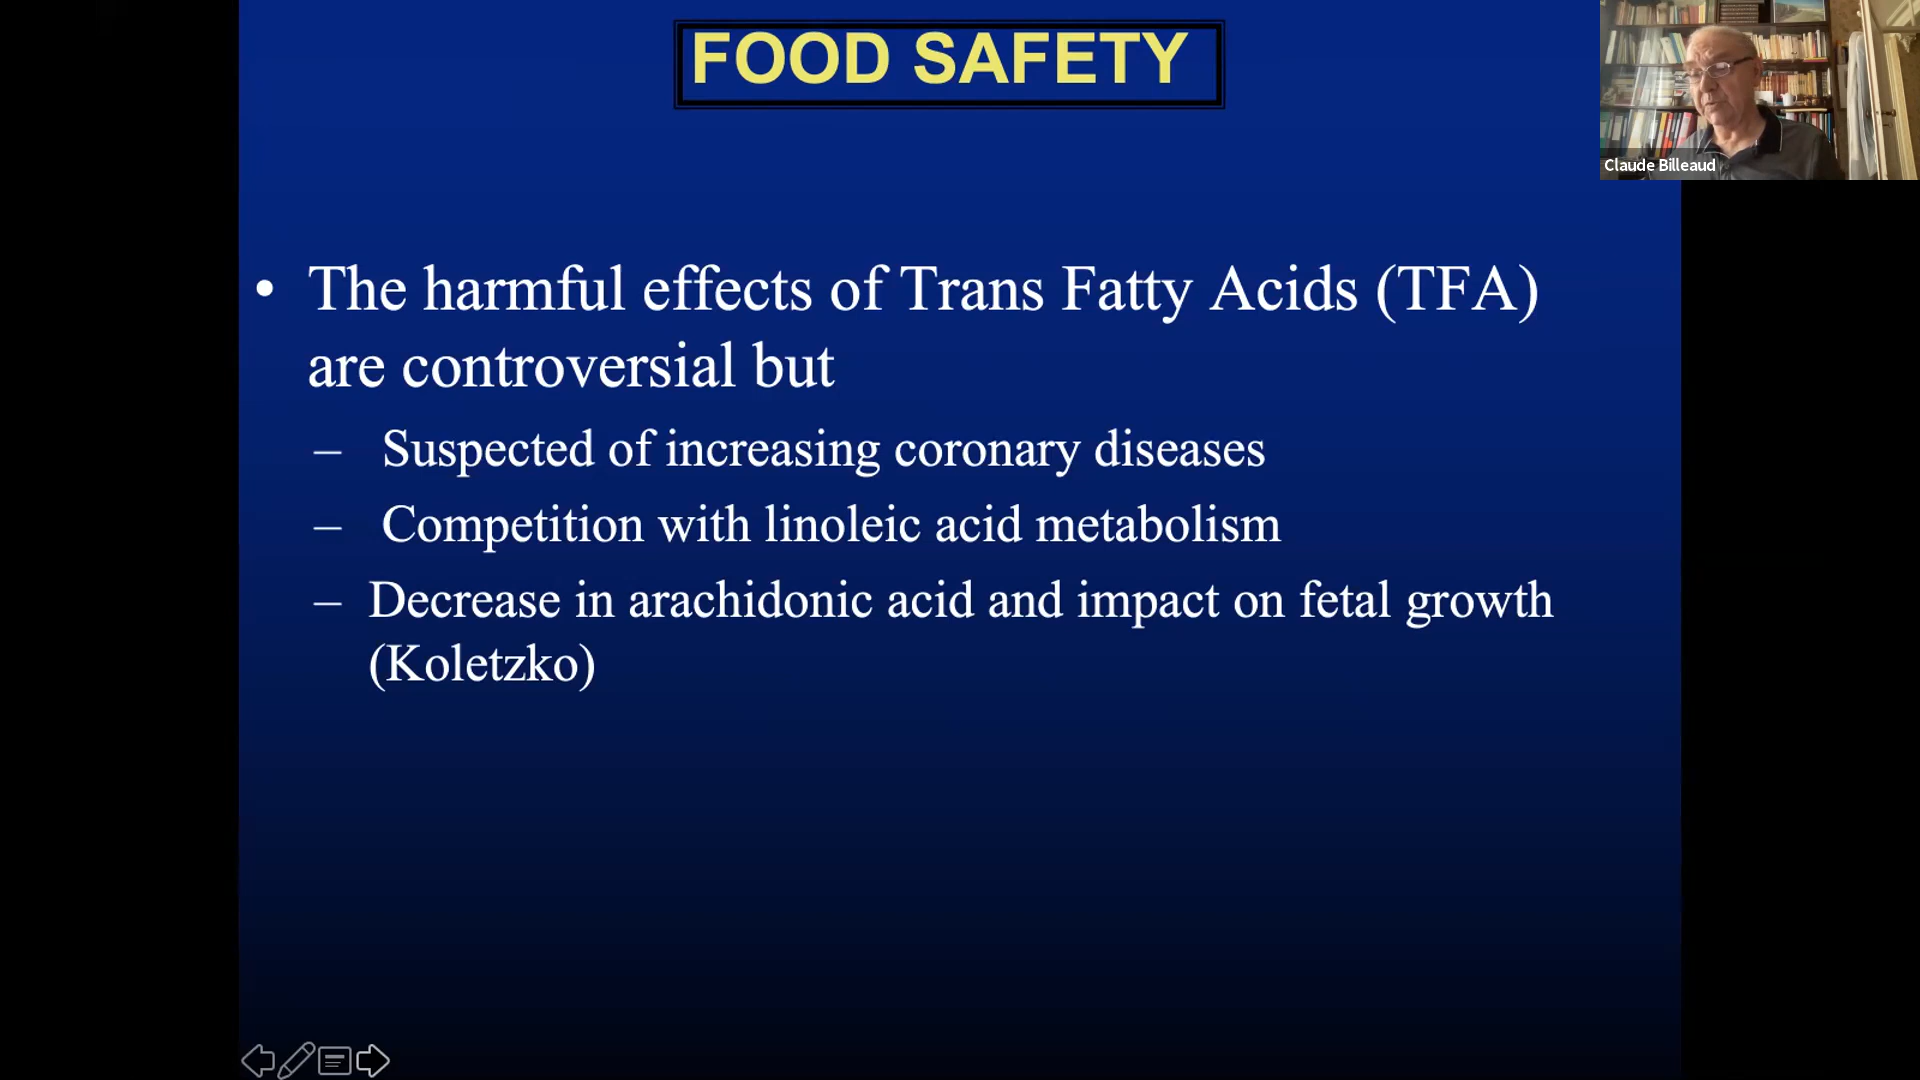 FOOD SAFETY
Claude Billeaud
• The harmful effects of Trans Fatty Acids (TFA)
are controversial but
– Suspected of increasing coronary diseases
– Competition with linoleic acid metabolism
– Decrease in arachidonic acid and impact on fetal growth
(Koletzko)